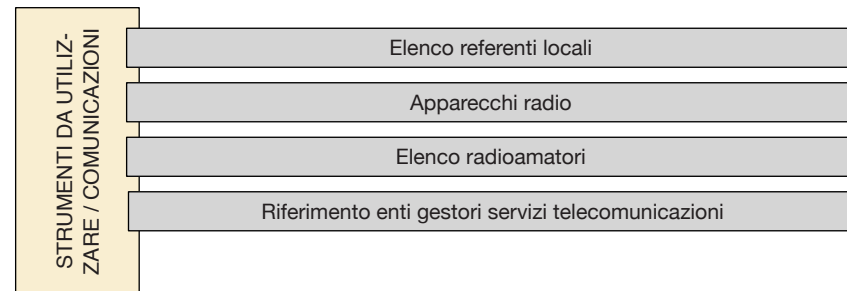 STRUMENTI DA UTILIZ-
ZARE / COMUNICAZIONI
Elenco referenti locali
Apparecchi radio
Elenco radioamatori
Riferimento enti gestori servizi telecomunicazioni